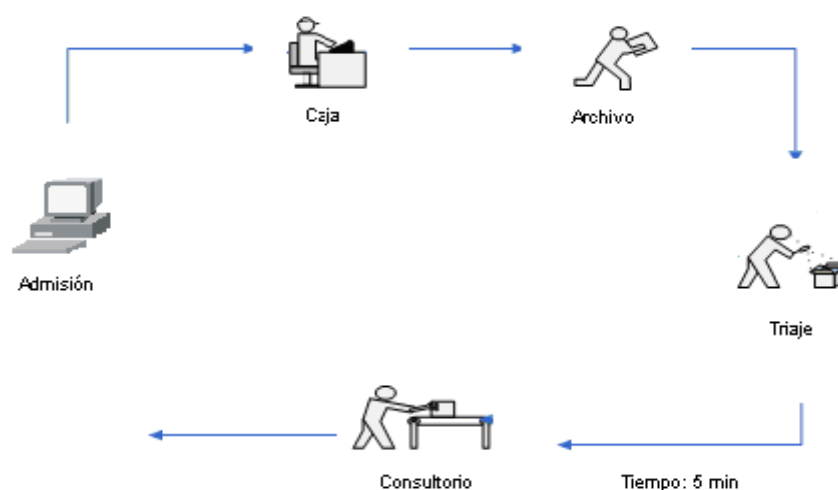 Caja
Archivo
Admisión
Triaje
Consultorio
Tiempo: 5 min